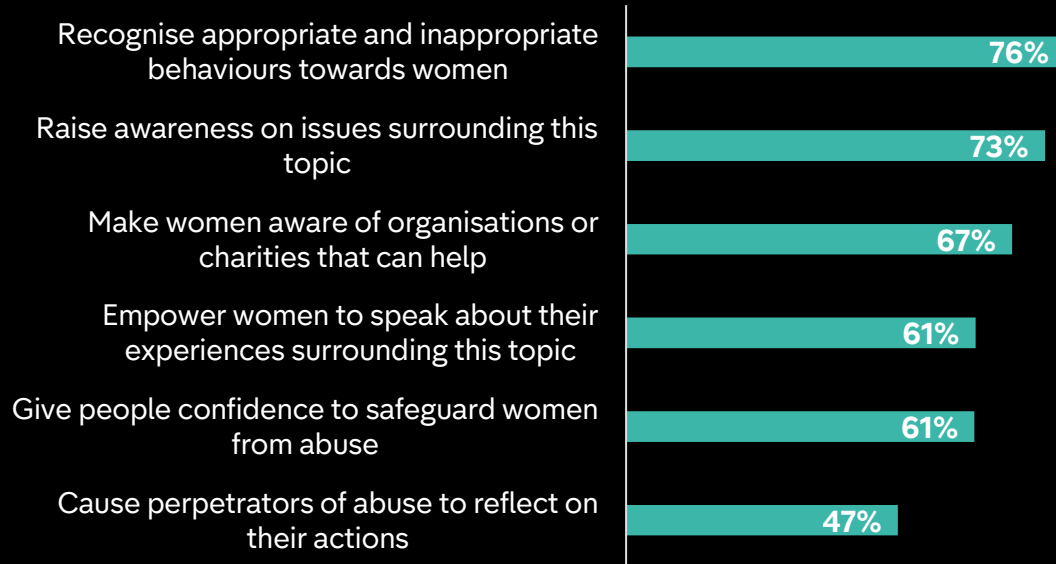 Recognise appropriate and inappropriate
behaviours towards women
76%
Raise awareness on issues surrounding this
topic
73%
Make women aware of organisations or
charities that can help
67%
Empower women to speak about their
experiences surrounding this topic
61%
Give people confidence to safeguard women
from abuse
61%
Cause perpetrators of abuse to reflect on
their actions
47%